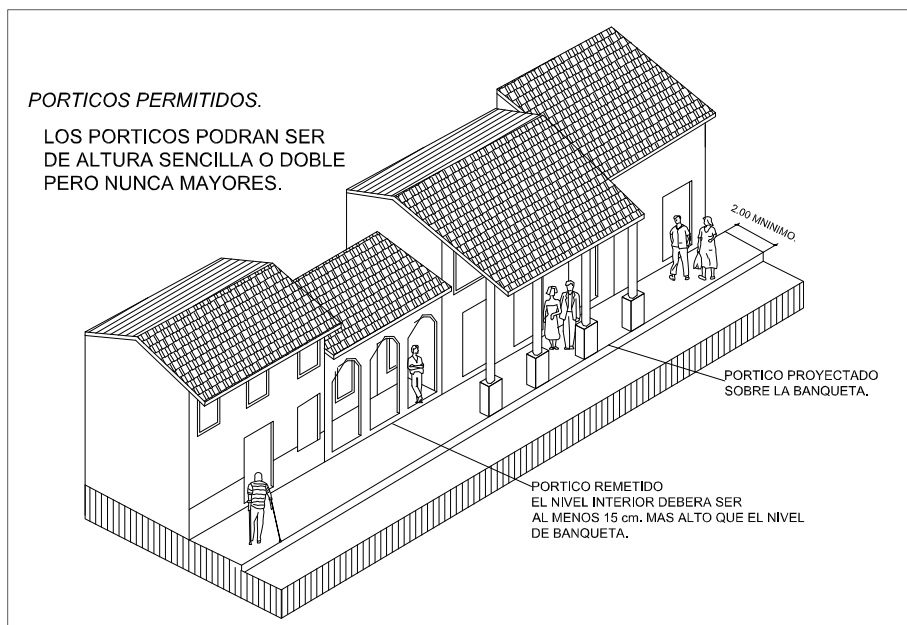 PORTICOS PERMITIDOS.
LOS PORTICOS PODRAN SER
DE ALTURA SENCILLA O DOBLE
PERO NUNCA MAYORES.
2.00 MNINIMO.
PORTICO PROYECTADO
SOBRE LA BANQUETA.
PORTICO REMETIDO
EL NIVEL INTERIOR DEBERA SER
AL MENOS 15 cm. MAS ALTO QUE EL NIVEL
DE BANQUETA.